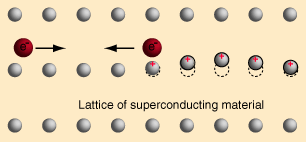 e- e-
+ + + + +
Lattice of superconducting material